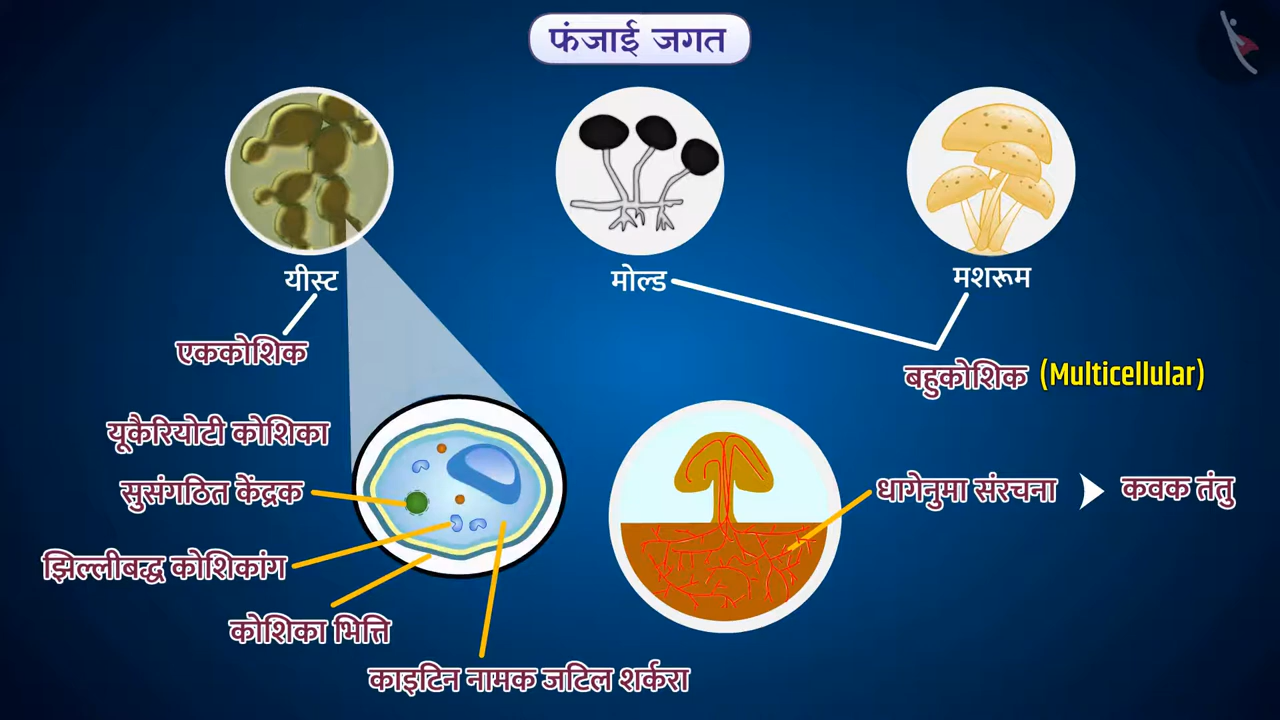 फंजाई जगत
यीस्ट
मोल्ड
मशरूम
एककोशिक
बहुकोशिक (Multicellular)
यूकैरियोटी कोशिका
सुसंगठित केंद्रक
धागेनुमा संरचना
कवक तंतु
झिल्लीबद्ध कोशिकांग
कोशिका भित्ति
काइटिन नामक जटिल शर्करा